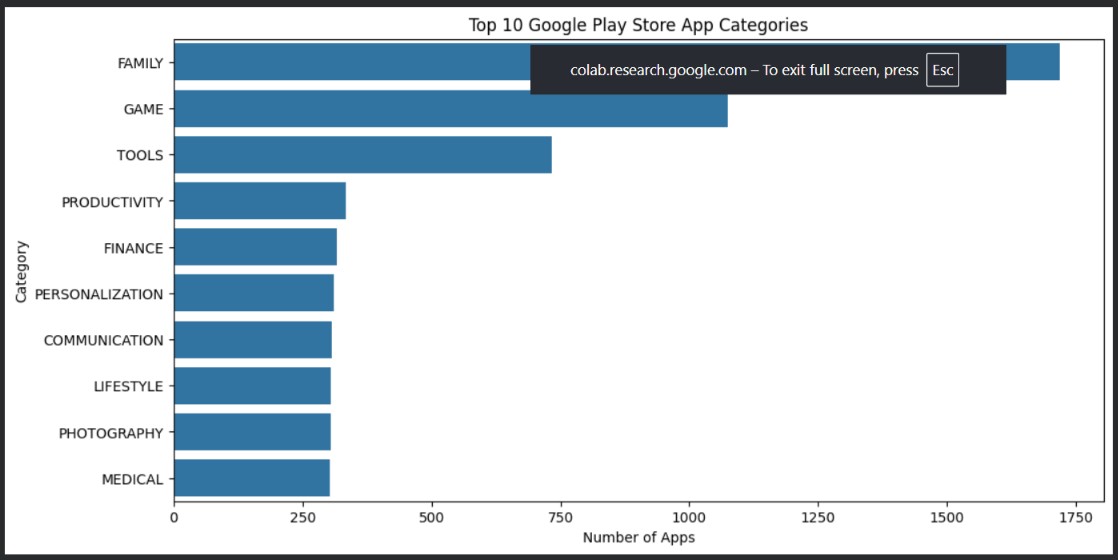 Top 10 Google Play Store App Categories
colab.research.google.com – To exit full screen, press Esc
Category
FAMILY
GAME
TOOLS
PRODUCTIVITY
FINANCE
PERSONALIZATION
COMMUNICATION
LIFESTYLE
PHOTOGRAPHY
MEDICAL
0 250 500 750 1000 1250 1500 1750
Number of Apps